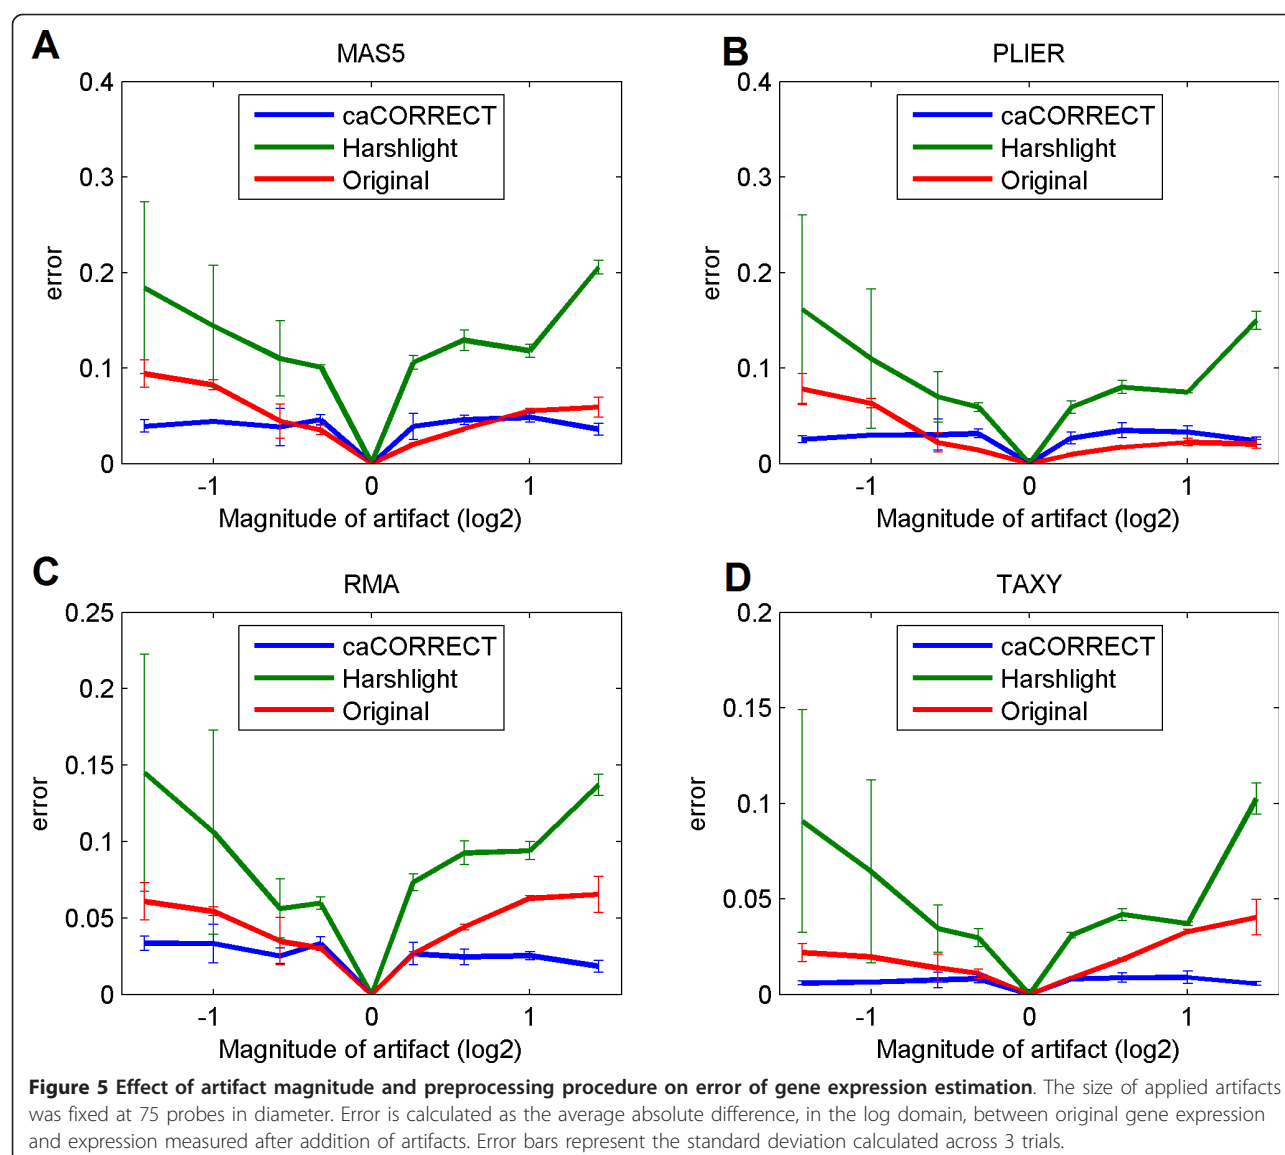 A
MAS5
0.4
0.3
0.2
0.1
0
error
caCORRECT
Harshlight
Original
-1 0 1
Magnitude of artifact (log2)
B
PLIER
0.4
0.3
0.2
0.1
0
error
caCORRECT
Harshlight
Original
-1 0 1
Magnitude of artifact (log2)
C
RMA
0.25
0.2
0.15
0.1
0.05
0
error
caCORRECT
Harshlight
Original
-1 0 1
Magnitude of artifact (log2)
D
TAXY
0.2
0.15
0.1
0.05
0
error
caCORRECT
Harshlight
Original
-1 0 1
Magnitude of artifact (log2)
Figure 5 Effect of artifact magnitude and preprocessing procedure on error of gene expression estimation. The size of applied artifacts
was fixed at 75 probes in diameter. Error is calculated as the average absolute difference, in the log domain, between original gene expression
and expression measured after addition of artifacts. Error bars represent the standard deviation calculated across 3 trials.